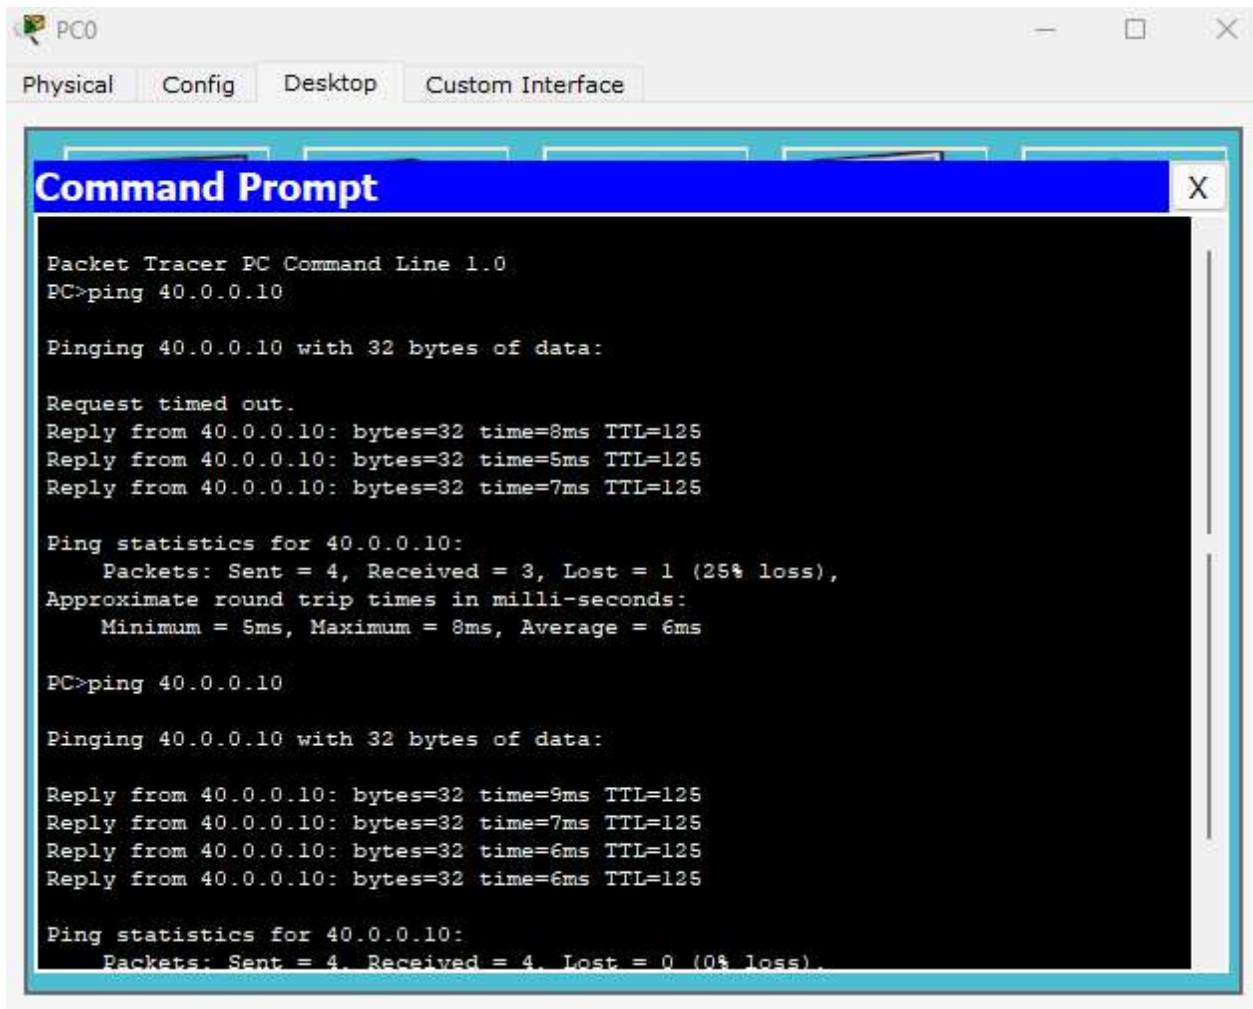 PC0
Physical Config Desktop Custom Interface
Command Prompt
X
Packet Tracer PC Command Line 1.0
PC>ping 40.0.0.10
Pinging 40.0.0.10 with 32 bytes of data:
Request timed out.
Reply from 40.0.0.10: bytes=32 time=8ms TTL=125
Reply from 40.0.0.10: bytes=32 time=5ms TTL=125
Reply from 40.0.0.10: bytes=32 time=7ms TTL=125
Ping statistics for 40.0.0.10:
Packets: Sent = 4, Received = 3, Lost = 1 (25% loss),
Approximate round trip times in milli-seconds:
Minimum = 5ms, Maximum = 8ms, Average = 6ms
PC>ping 40.0.0.10
Pinging 40.0.0.10 with 32 bytes of data:
Reply from 40.0.0.10: bytes=32 time=9ms TTL=125
Reply from 40.0.0.10: bytes=32 time=7ms TTL=125
Reply from 40.0.0.10: bytes=32 time=6ms TTL=125
Reply from 40.0.0.10: bytes=32 time=6ms TTL=125
Ping statistics for 40.0.0.10:
Packets: Sent = 4, Received = 4, Lost = 0 (0% loss),